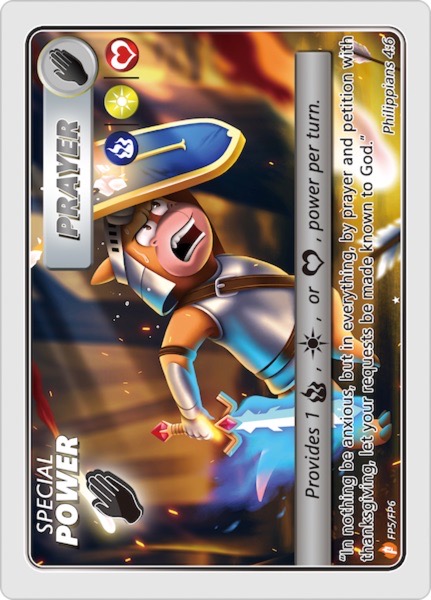 SPECIAL
POWER
PRAYER
Provides 1 , , or , power per turn.
"In nothing be anxious, but in everything, by prayer and petition with
thanksgiving, let your requests be made known to God."
Philippians 4:6
FP5/FP6